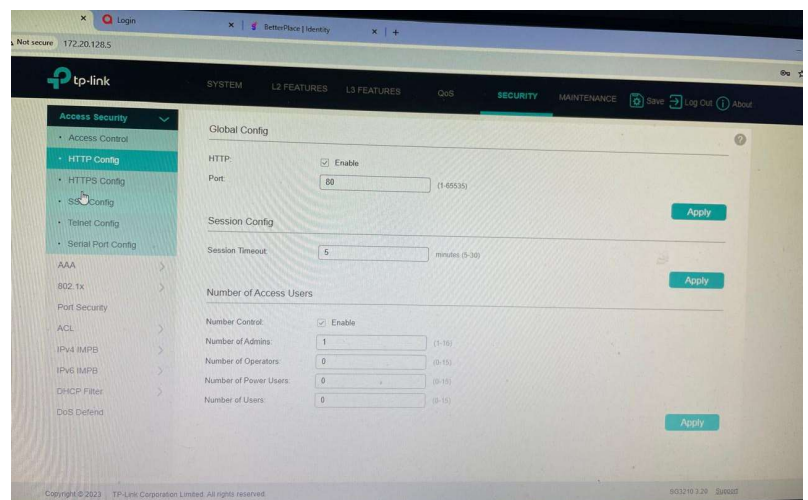 Login
BetterPlace | Identity
Not secure 172.20.128.5
tp-link
SYSTEM L2 FEATURES L3 FEATURES QoS SECURITY MAINTENANCE Save Log Out About
Access Security
Access Control
HTTP Config
HTTPS Config
Config
Telnet Config
Serial Port Config
AAA
802.1x
Port Security
ACL
IPv4 IMPB
IPv6 IMPB
DHCP Filter
DoS Defend
Global Config
HTTP: Enable
Port: 80 (1-65535)
Apply
Session Config
Session Timeout: 5 minutes (5-30)
Apply
Number of Access Users
Number Control: Enable
Number of Admins: 1 (1-16)
Number of Operators: 0 (0-15)
Number of Power Users: 0 (0-15)
Number of Users: 0 (0-15)
Apply
Copyright © 2023 TP-Link Corporation Limited. All rights reserved.
SG3210 3.20 Support